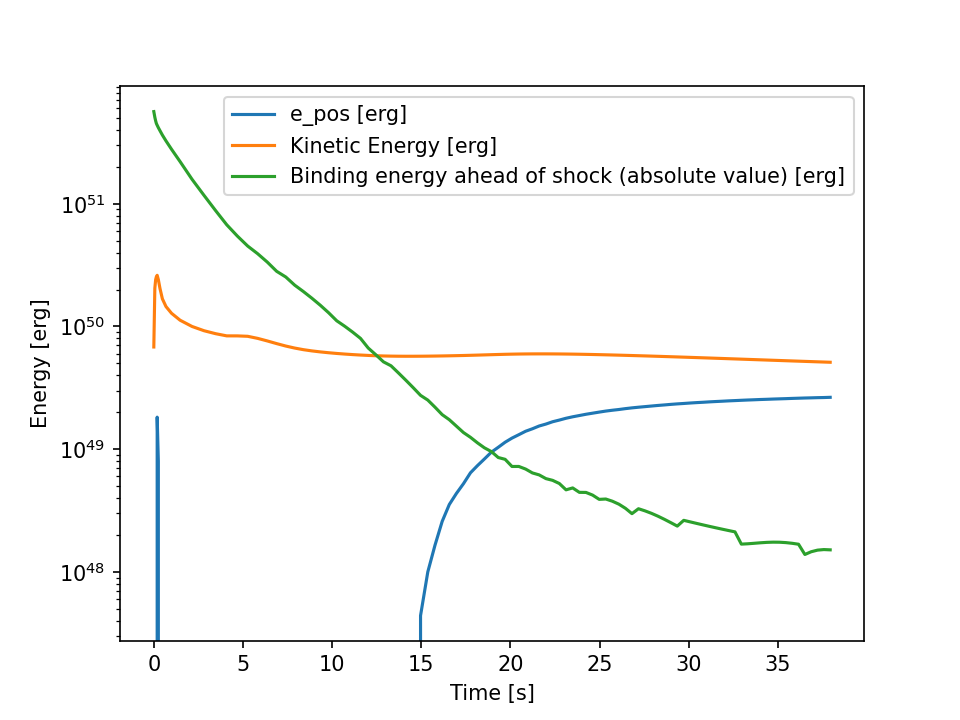 e_pos [erg]
Kinetic Energy [erg]
Binding energy ahead of shock (absolute value) [erg]
10^51
10^50
10^49
10^48
Energy [erg]
0 5 10 15 20 25 30 35
Time [s]